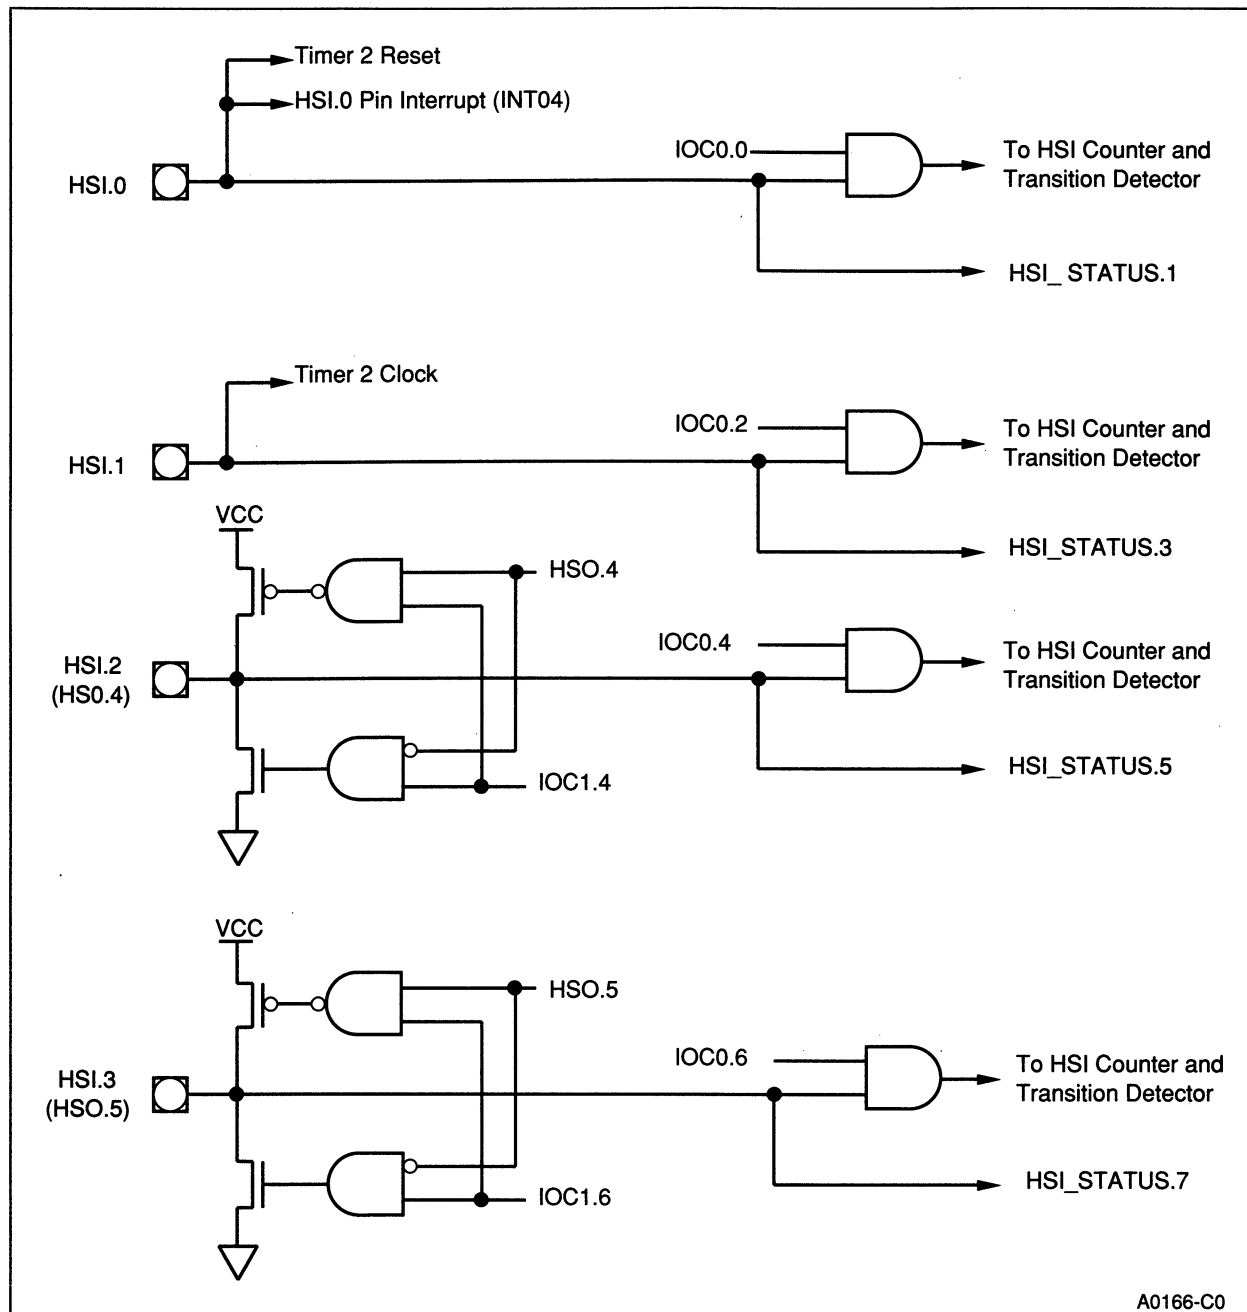 Timer 2 Reset
HSI.0 Pin Interrupt (INT04)
IOC0.0
To HSI Counter and
Transition Detector
HSI.0
HSI_ STATUS.1
Timer 2 Clock
IOC0.2
To HSI Counter and
Transition Detector
HSI.1
VCC
HSI_STATUS.3
HSO.4
IOC0.4
To HSI Counter and
Transition Detector
HSI.2
(HS0.4)
HSI_STATUS.5
IOC1.4
VCC
HSO.5
IOC0.6
To HSI Counter and
Transition Detector
HSI.3
(HSO.5)
HSI_STATUS.7
IOC1.6
A0166-C0